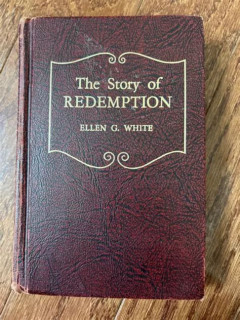 The Story of
REDEMPTION
ELLEN G. WHITE